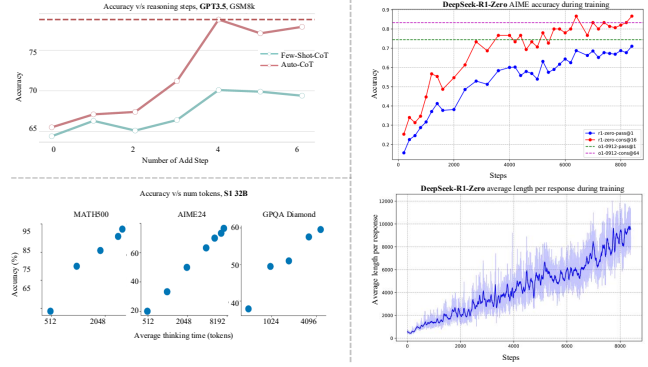 Accuracy v/s reasoning steps, GPT3.5, GSM8k
75
70
65
Accuracy
Few-Shot-CoT
Auto-CoT
0 2 4 6
Number of Add Step
Accuracy v/s num tokens, S1 32B
MATH500 AIME24 GPQA Diamond
Accuracy (%)
95
85
75
65
60
40
20
60
50
40
512 2048
512 2048 8192
1024 4096
Average thinking time (tokens)
DeepSeek-R1-Zero AIME accuracy during training
0.9
0.8
0.7
0.6
0.5
0.4
0.3
0.2
Accuracy
r1-zero-pass@1
r1-zero-cons@16
o1-0912-pass@1
o1-0912-cons@64
0 2000 4000 6000 8000
Steps
DeepSeek-R1-Zero average length per response during training
12000
10000
8000
6000
4000
2000
0
Average length per response
0 2000 4000 6000 8000
Steps